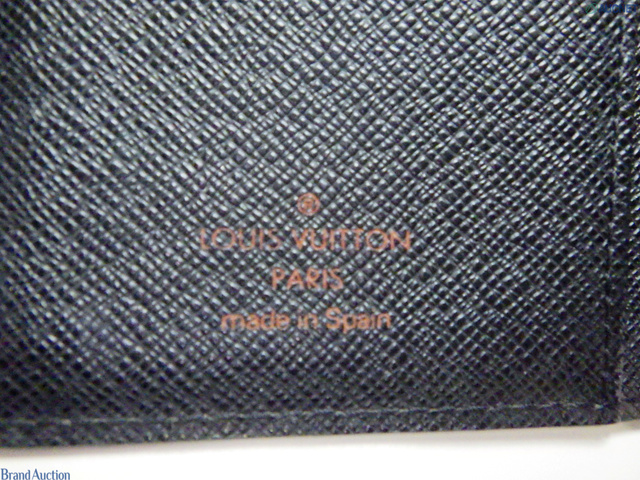 ®
LOUIS VUITTON
PARIS
made in Spain
Brand Auction